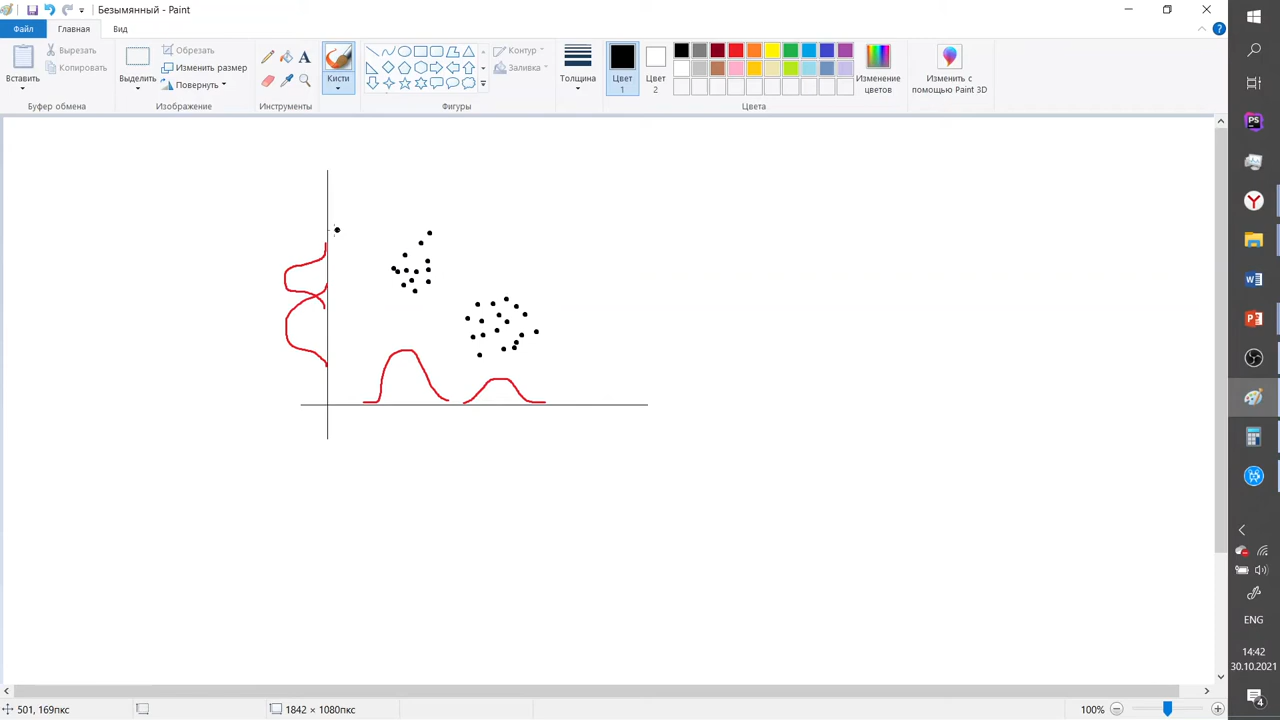 Безымянный - Paint
Файл Главная Вид
Вставить
Вырезать
Копировать
Буфер обмена
Выделить
Обрезать
Изменить размер
Повернуть
Изображение
Инструменты
Кисти
Контур
Заливка
Фигуры
Толщина
Цвет 1
Цвет 2
Изменение цветов
Цвета
Изменить с помощью Paint 3D
PS
Y
W
P
ENG
14:42
30.10.2021
4
501, 169пкс
1842 × 1080пкс
100%